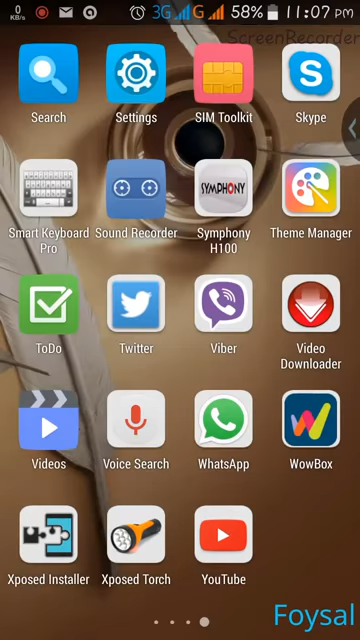 0 KB/s 3G G 58% 11:07 PM
ScreenRecorder
Search Settings SIM Toolkit Skype
SYMPHONY
Smart Keyboard Pro Sound Recorder Symphony H100 Theme Manager
ToDo Twitter Viber Video Downloader
Videos Voice Search WhatsApp WowBox
Xposed Installer Xposed Torch YouTube
Foysal